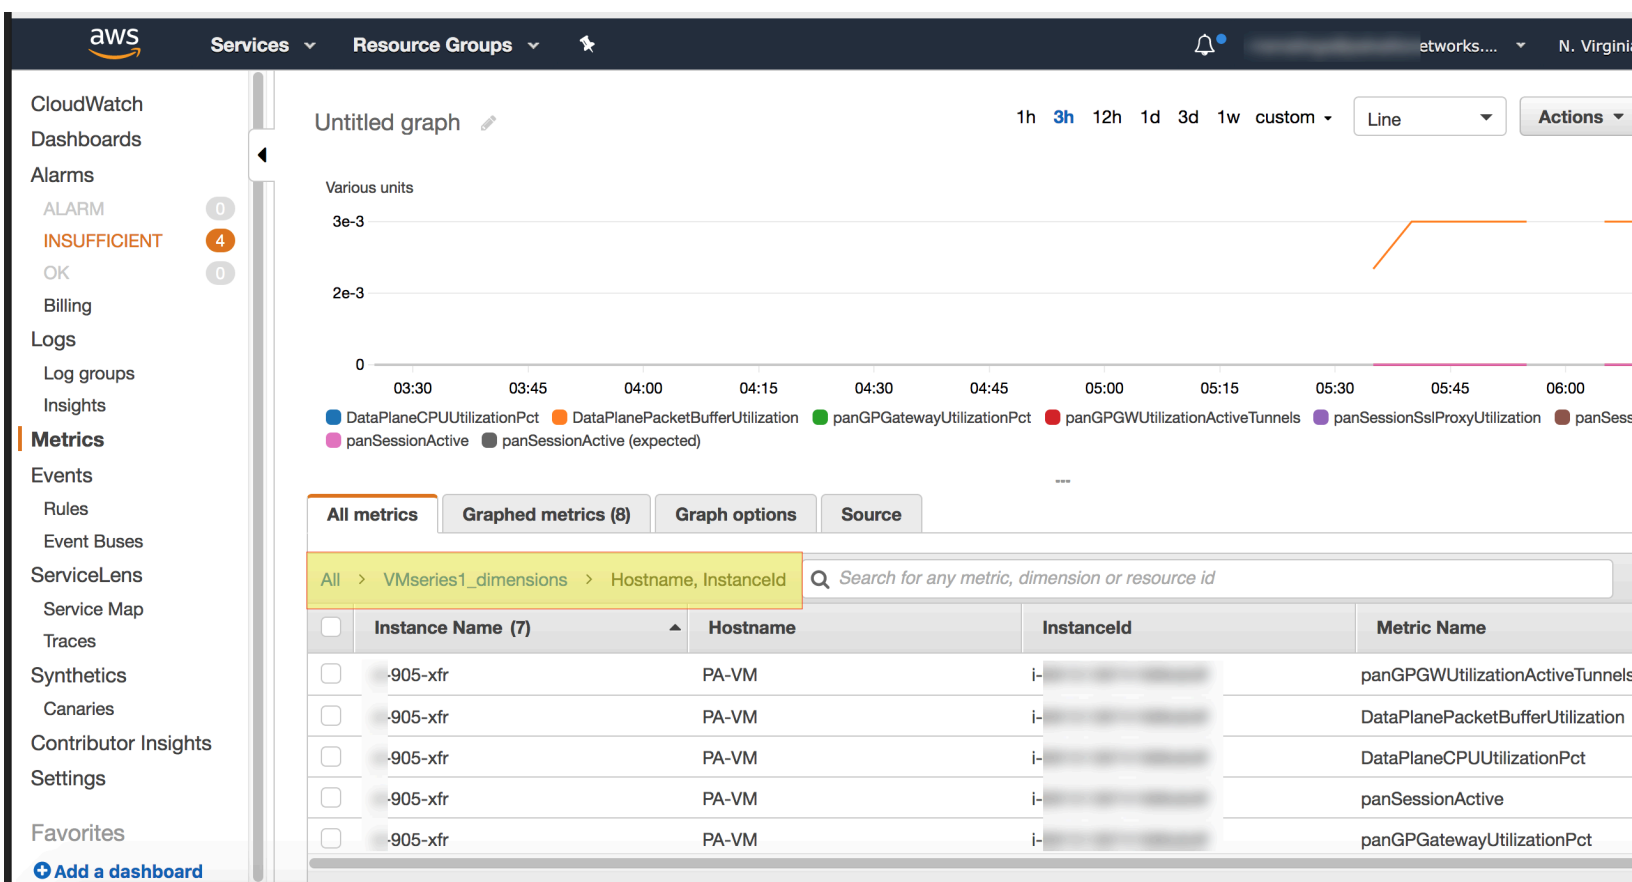 aws Services Resource Groups etworks.... N. Virginia
CloudWatch
Dashboards
Alarms
ALARM 0
INSUFFICIENT 4
OK 0
Billing
Logs
Log groups
Insights
Metrics
Events
Rules
Event Buses
ServiceLens
Service Map
Traces
Synthetics
Canaries
Contributor Insights
Settings
Favorites
Add a dashboard
Untitled graph
1h 3h 12h 1d 3d 1w custom Line Actions
Various units
3e-3
2e-3
0
03:30 03:45 04:00 04:15 04:30 04:45 05:00 05:15 05:30 05:45 06:00
DataPlaneCPUUtilizationPct DataPlanePacketBufferUtilization panGPGatewayUtilizationPct panGPGWUtilizationActiveTunnels panSessionSslProxyUtilization panSess
panSessionActive panSessionActive (expected)
All metrics Graphed metrics (8) Graph options Source
All > VMseries1_dimensions > Hostname, InstanceId Search for any metric, dimension or resource id
Instance Name (7) Hostname InstanceId Metric Name
-905-xfr PA-VM i- panGPGWUtilizationActiveTunnels
-905-xfr PA-VM i- DataPlanePacketBufferUtilization
-905-xfr PA-VM i- DataPlaneCPUUtilizationPct
-905-xfr PA-VM i- panSessionActive
-905-xfr PA-VM i- panGPGatewayUtilizationPct